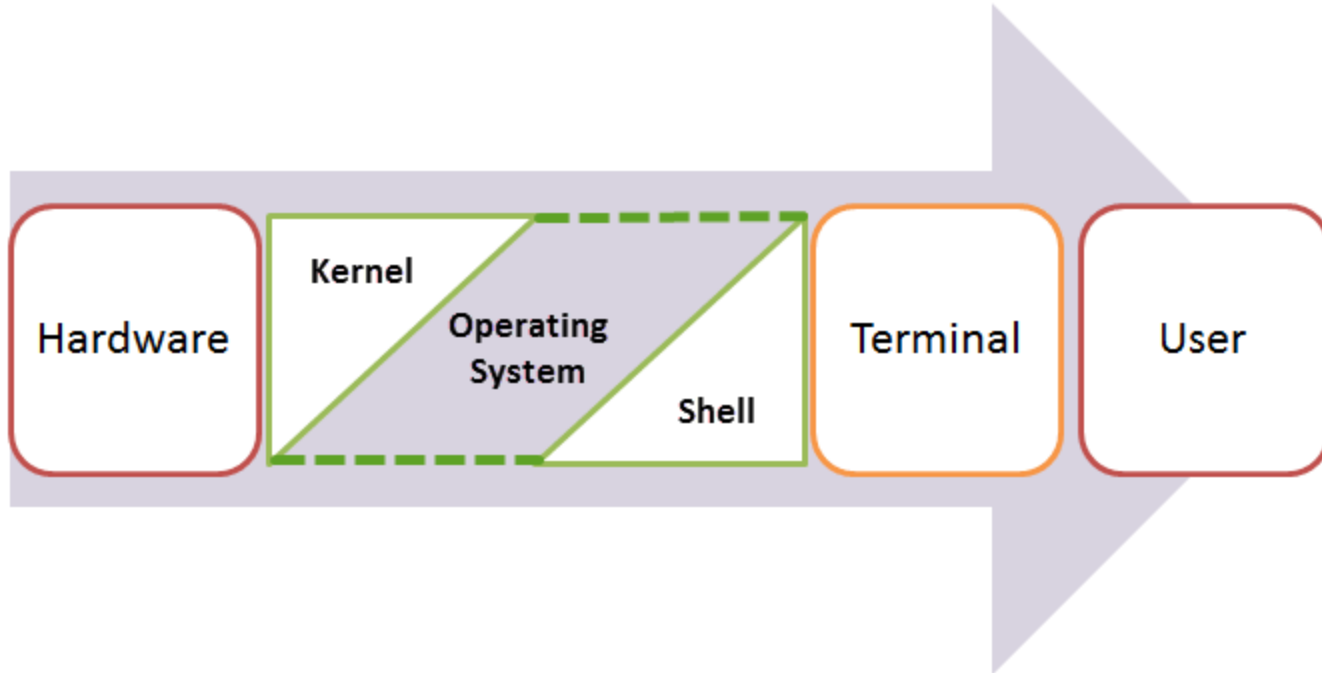 Hardware
Kernel
Operating
System
Shell
Terminal
User